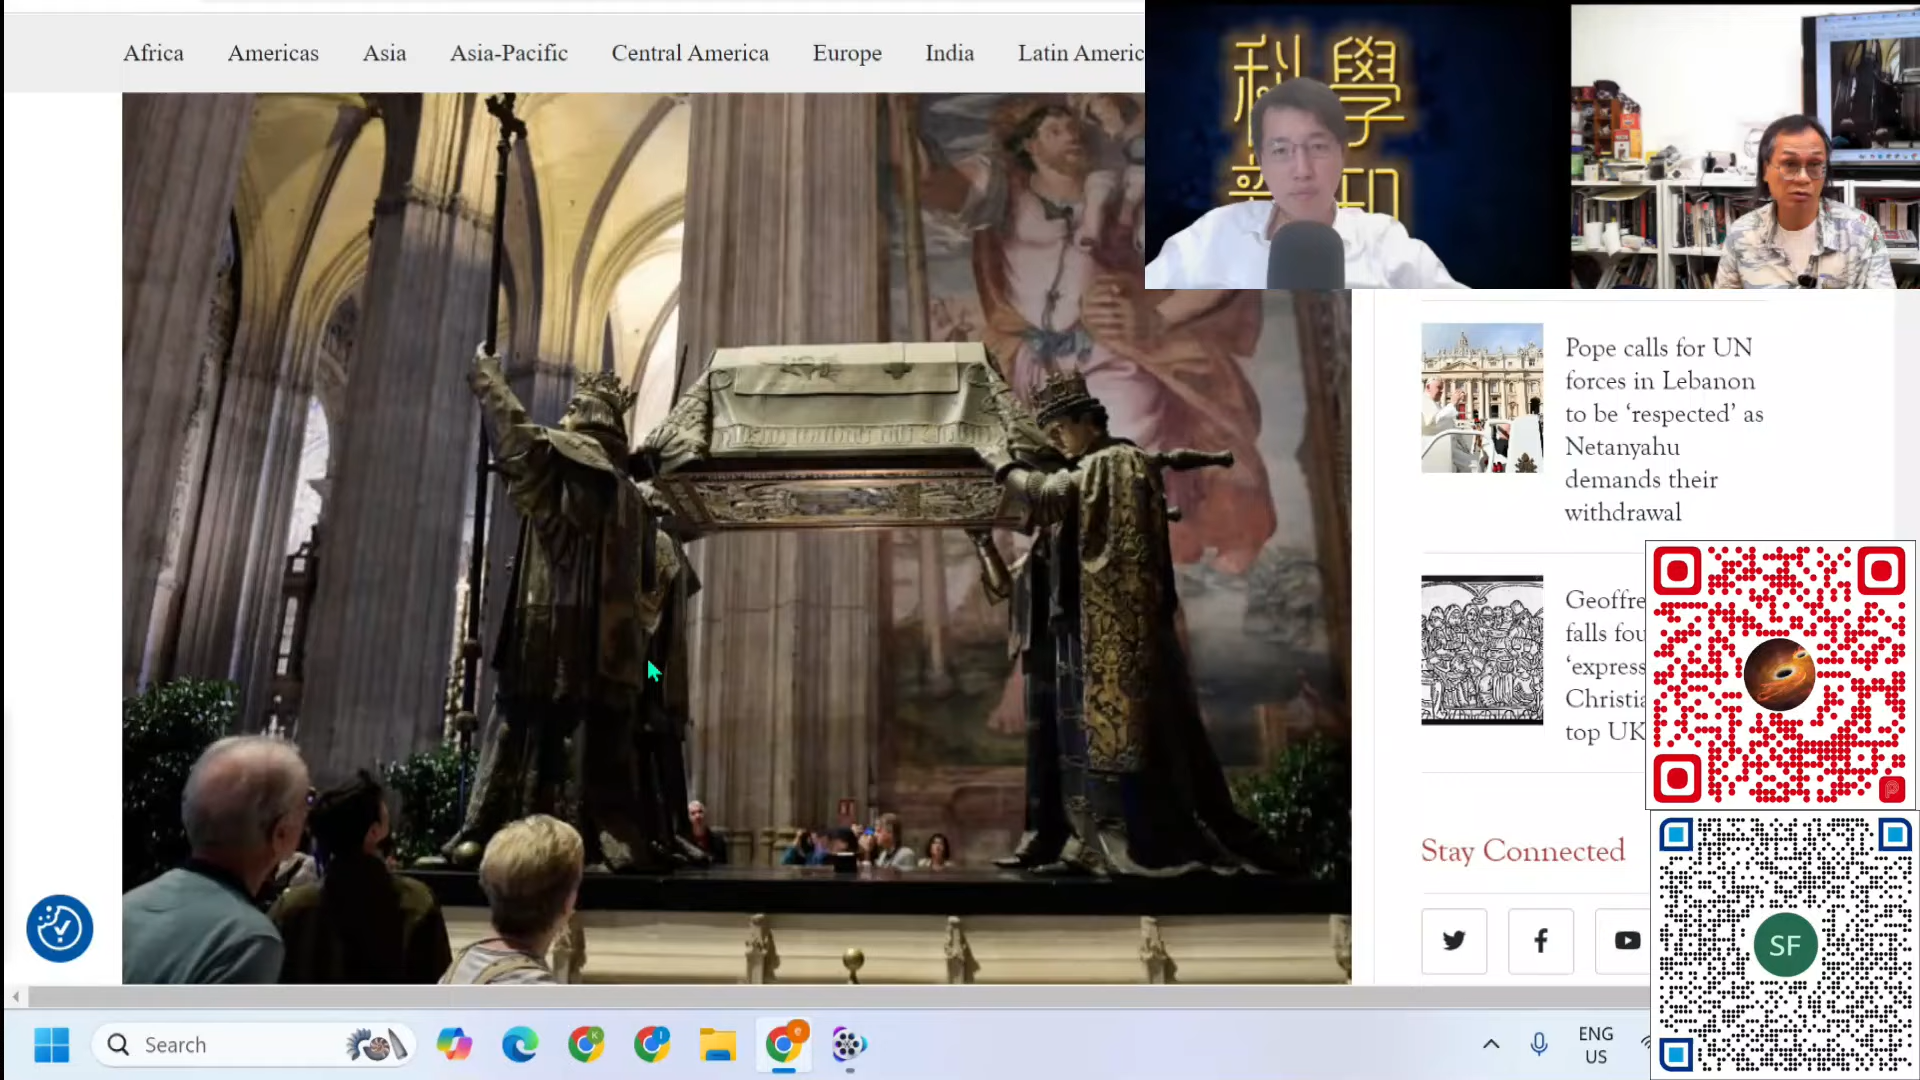 Africa
Americas
Asia
Asia-Pacific
Central America
Europe
India
Latin Americ
科學
Pope calls for UN
forces in Lebanon
to be ‘respected’ as
Netanyahu
demands their
withdrawal
Geoffre
falls fou
‘express
Christia
top UK
Stay Connected
SF
Search
K
I
e
ENG
US